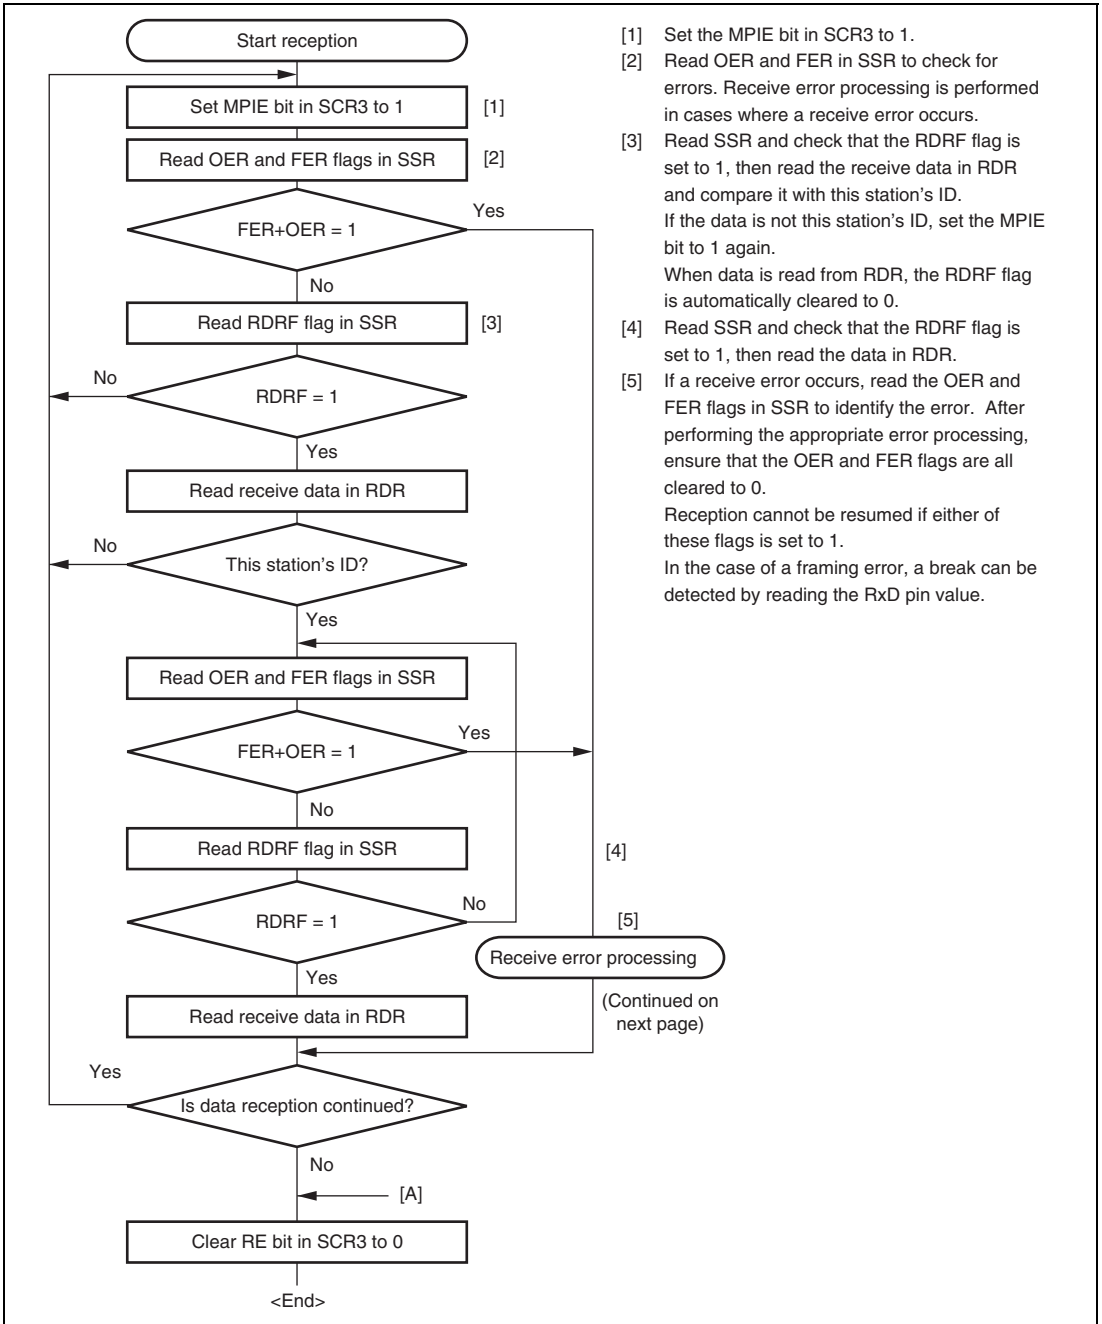 Start reception
Set MPIE bit in SCR3 to 1
[1]
Read OER and FER flags in SSR
[2]
Yes
FER+OER = 1
No
Read RDRF flag in SSR
[3]
No
RDRF = 1
Yes
Read receive data in RDR
No
This station's ID?
Yes
Read OER and FER flags in SSR
Yes
FER+OER = 1
No
Read RDRF flag in SSR
[4]
No
RDRF = 1
[5]
Receive error processing
Yes
(Continued on
next page)
Read receive data in RDR
Yes
Is data reception continued?
No
[A]
Clear RE bit in SCR3 to 0
<End>
[1] Set the MPIE bit in SCR3 to 1.
[2] Read OER and FER in SSR to check for
errors. Receive error processing is performed
in cases where a receive error occurs.
[3] Read SSR and check that the RDRF flag is
set to 1, then read the receive data in RDR
and compare it with this station's ID.
If the data is not this station's ID, set the MPIE
bit to 1 again.
When data is read from RDR, the RDRF flag
is automatically cleared to 0.
[4] Read SSR and check that the RDRF flag is
set to 1, then read the data in RDR.
[5] If a receive error occurs, read the OER and
FER flags in SSR to identify the error. After
performing the appropriate error processing,
ensure that the OER and FER flags are all
cleared to 0.
Reception cannot be resumed if either of
these flags is set to 1.
In the case of a framing error, a break can be
detected by reading the RxD pin value.